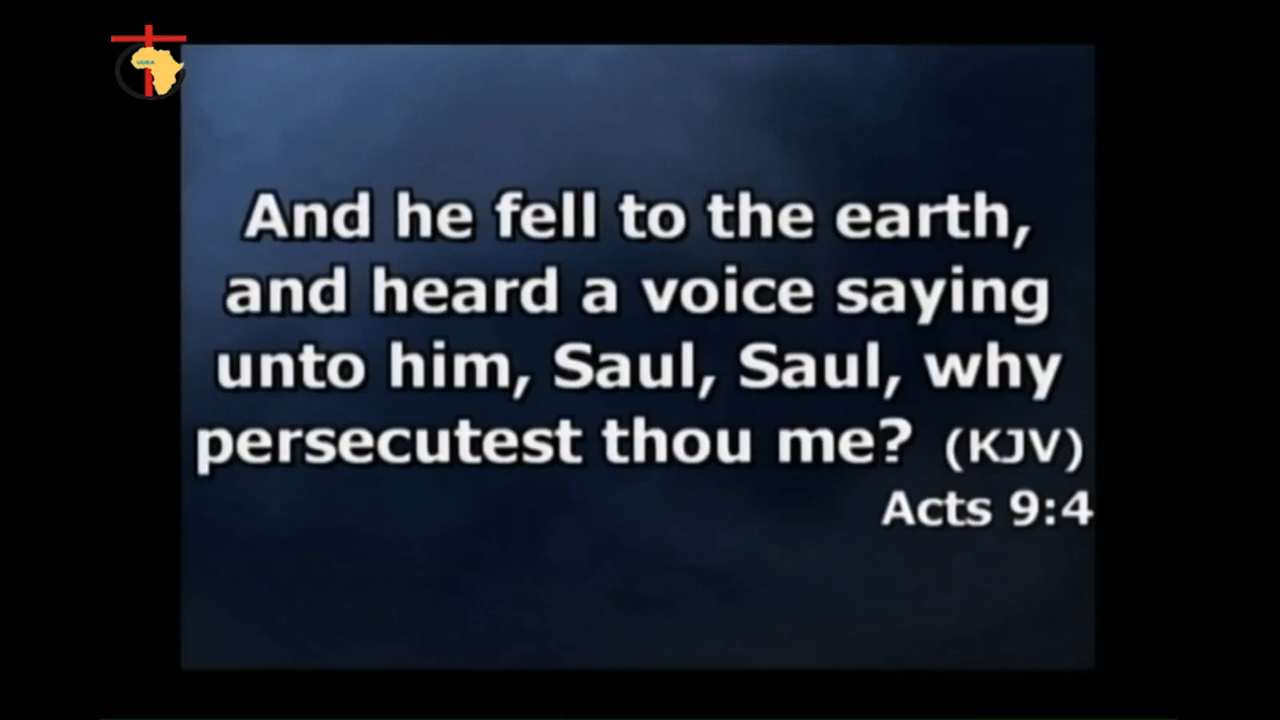 And he fell to the earth,
and heard a voice saying
unto him, Saul, Saul, why
persecutest thou me? (KJV)
Acts 9:4